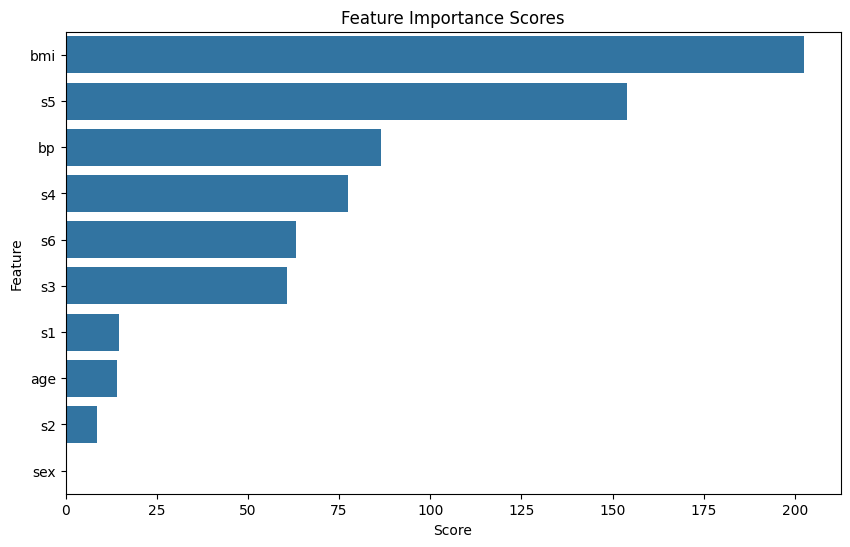 Feature Importance Scores
bmi
s5
bp
s4
s6
s3
s1
age
s2
sex
Feature
0 25 50 75 100 125 150 175 200
Score